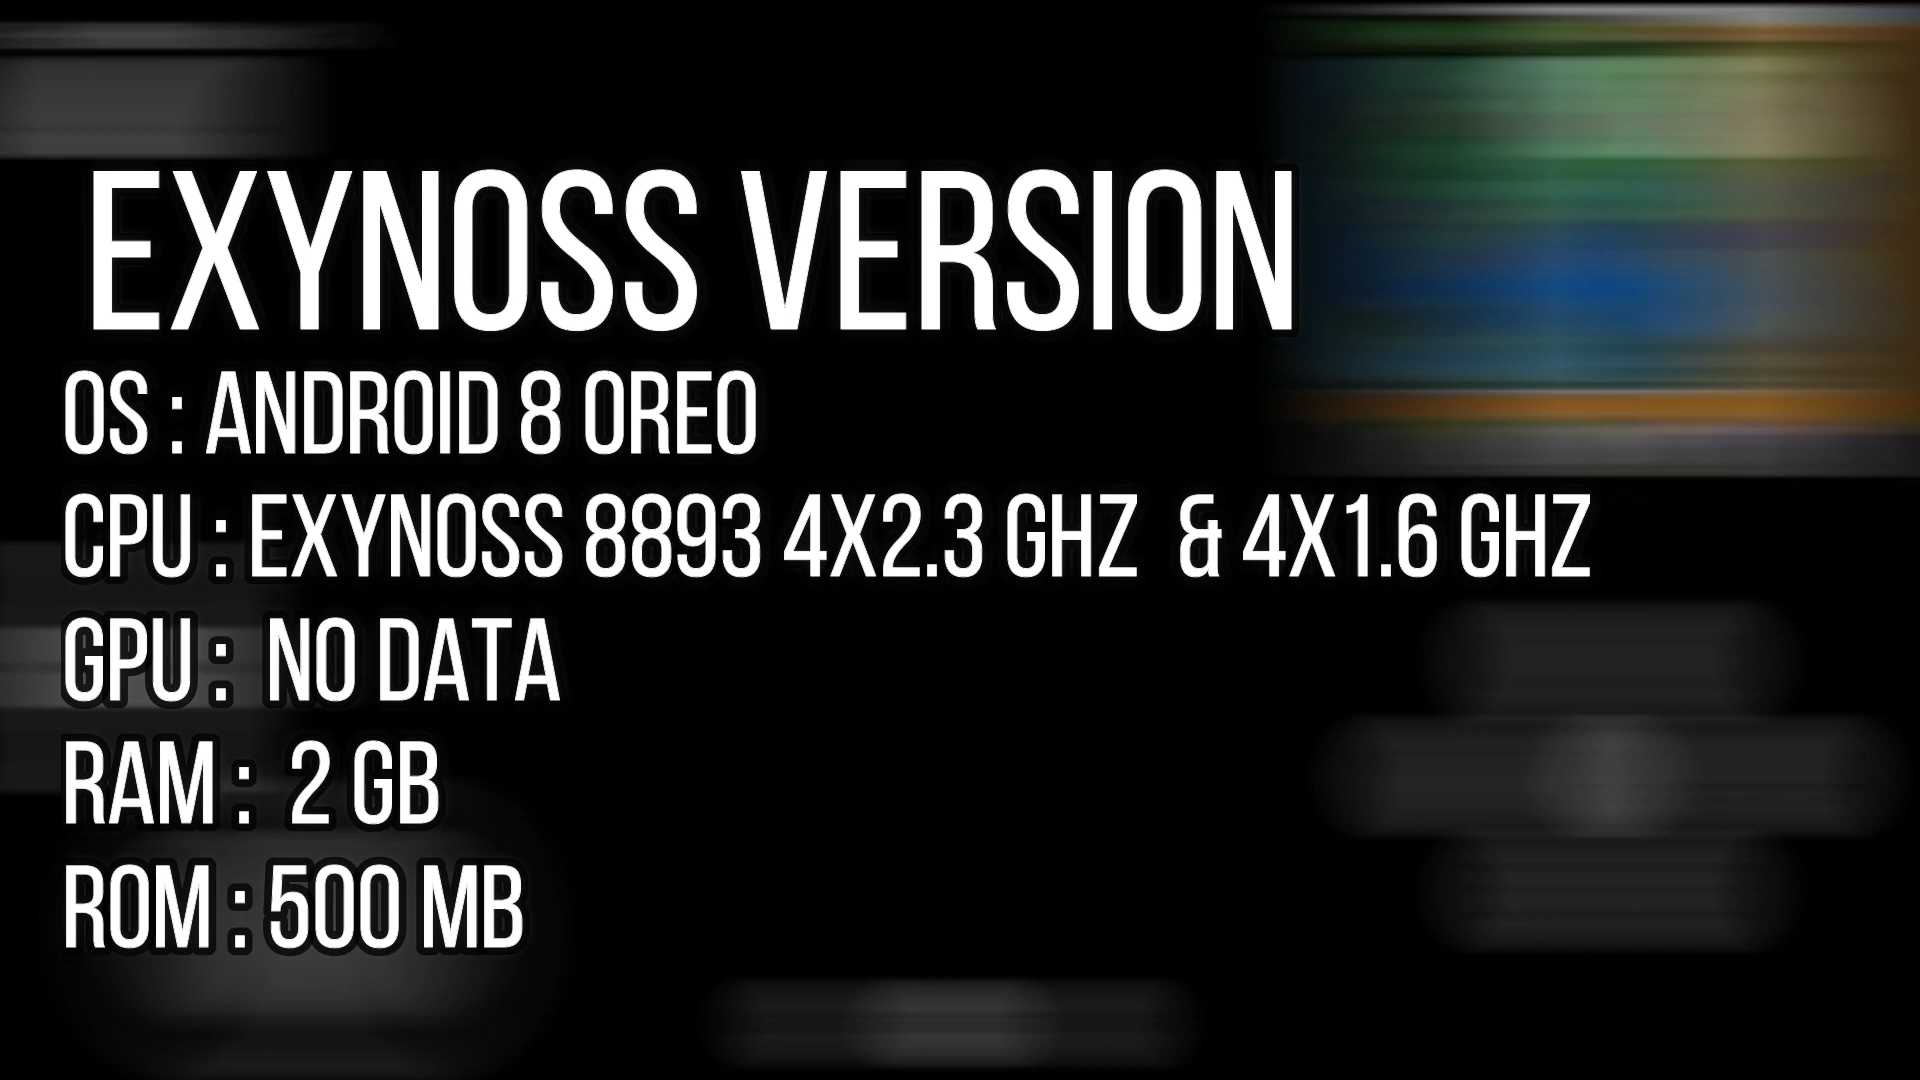 EXYNOSS VERSION
OS : ANDROID 8 OREO
CPU : EXYNOSS 8893 4X2.3 GHZ & 4X1.6 GHZ
GPU : NO DATA
RAM : 2 GB
ROM : 500 MB